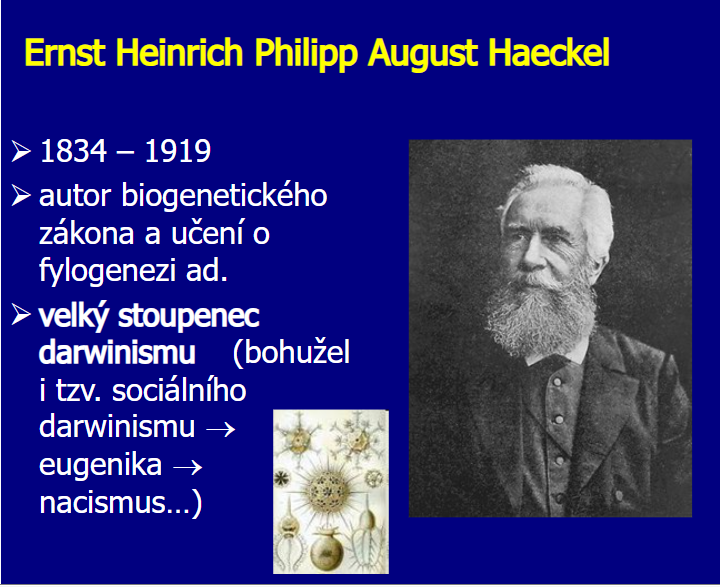 Ernst Heinrich Philipp August Haeckel
➢ 1834 – 1919
➢ autor biogenetického
zákona a učení o
fylogenezi ad.
➢ velký stoupenec
darwinismu (bohužel
i tzv. sociálního
darwinismu →
eugenika →
nacismus...)